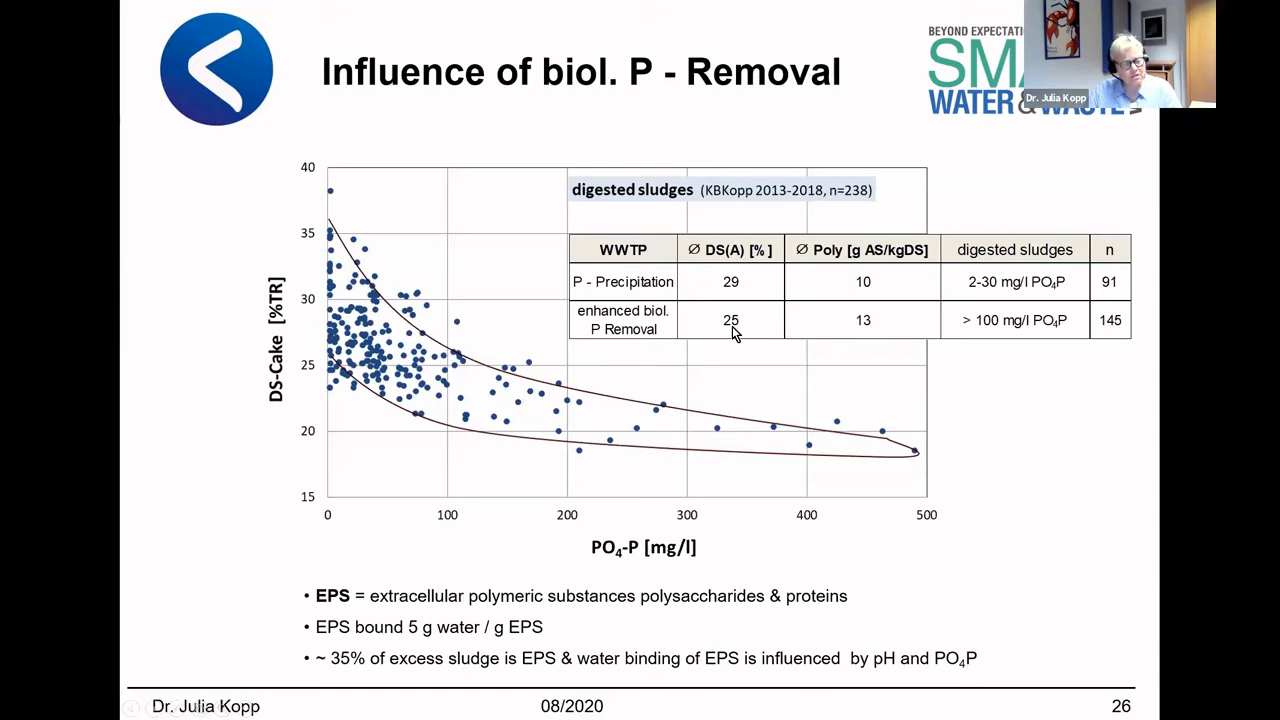 Influence of biol. P - Removal
BEYOND EXPECTATI
SMA
WATER & WASTE
Dr. Julia Kopp
40
35
30
25
20
15
0
100
200
300
400
500
DS-Cake [%TR]
PO₄-P [mg/l]
digested sludges (KBKopp 2013-2018, n=238)
WWTP Ø DS(A) [%] Ø Poly [g AS/kgDS] digested sludges n
P - Precipitation 29 10 2-30 mg/l PO₄P 91
enhanced biol.
P Removal 25 13 > 100 mg/l PO₄P 145
• EPS = extracellular polymeric substances polysaccharides & proteins
• EPS bound 5 g water / g EPS
• ~ 35% of excess sludge is EPS & water binding of EPS is influenced by pH and PO₄P
Dr. Julia Kopp 08/2020 26